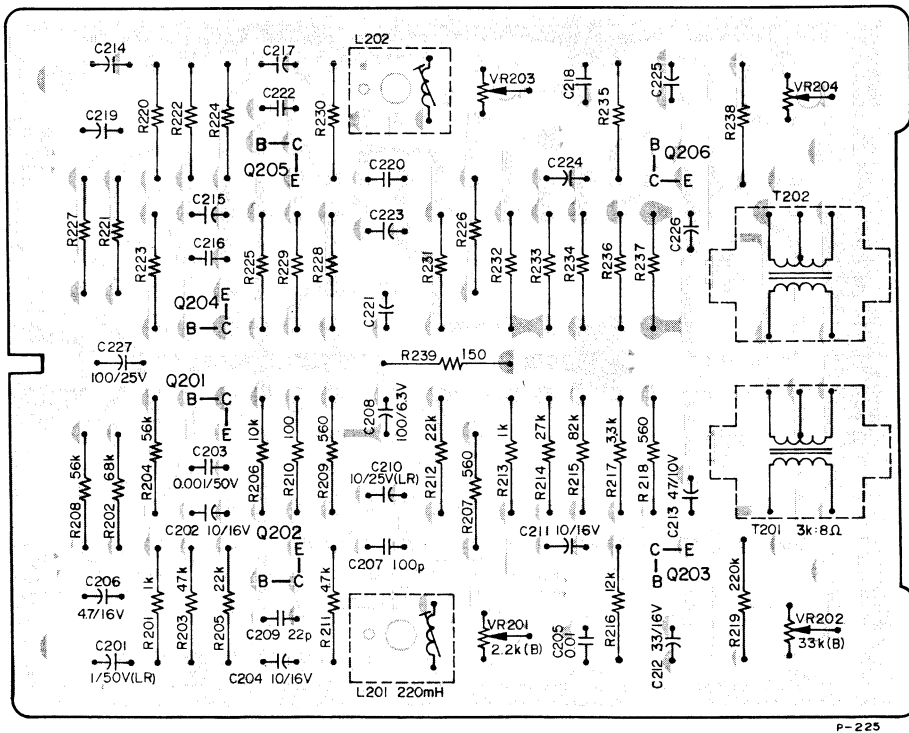 C214
C217
L202
VR203
C218
R235
C225
R238
VR204
R220
R222
R224
C222
R230
C219
B C
E
Q205
C220
C224
B
C E
Q206
R227
R221
C215
C223
R226
C226
T202
R223
C216
R225
R229
R228
R231
R232
R233
R234
R236
R237
Q204
E
B C
C221
C227
100/25V
R239 150
Q201
B C
E
C208
100/6.3V
56k
R208
68k
R202
56k
R204
C203
0.001/50V
10k
R206
100
R210
560
R209
C210
10/25V(LR)
22k
R212
560
R207
1k
R213
27k
R214
82k
R215
33k
R217
560
R218
C213 47/10V
T201 3k:8Ω
C202 10/16V
Q202
E
B C
C207 100p
C211 10/16V
C E
B
Q203
C206
47/16V
1k
R201
47k
R203
22k
R205
C209 22p
47k
R211
VR201
2.2k(B)
C205
0.01
12k
R216
C212 33/16V
220k
R219
VR202
33k(B)
C201
1/50V(LR)
C204 10/16V
L201 220mH
P-225